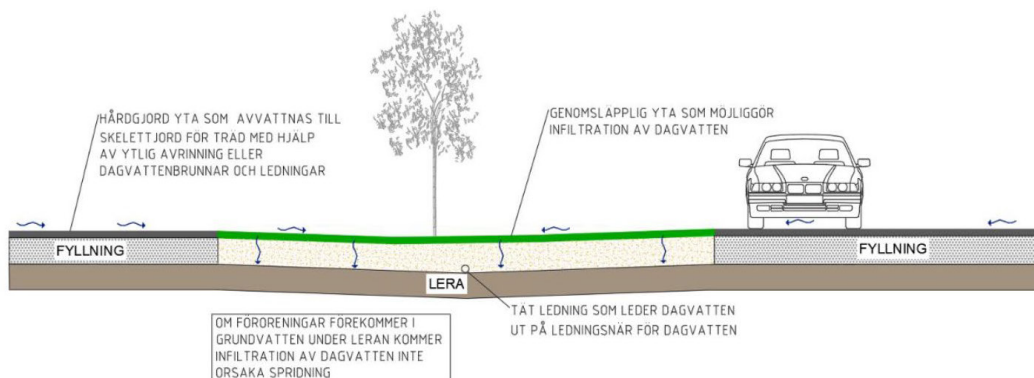 HÅRDGJORD YTA SOM AVVATTNAS TILL
SKELETTJORD FÖR TRÄD MED HJÄLP
AV YTLIG AVRINNING ELLER
DAGVATTENBRUNNAR OCH LEDNINGAR
GENOMSLÄPPLIG YTA SOM MÖJLIGGÖR
INFILTRATION AV DAGVATTEN
FYLLNING
FYLLNING
LERA
TÄT LEDNING SOM LEDER DAGVATTEN
UT PÅ LEDNINGSNÄR FÖR DAGVATTEN
OM FÖRORENINGAR FÖREKOMMER I
GRUNDVATTEN UNDER LERAN KOMMER
INFILTRATION AV DAGVATTEN INTE
ORSAKA SPRIDNING